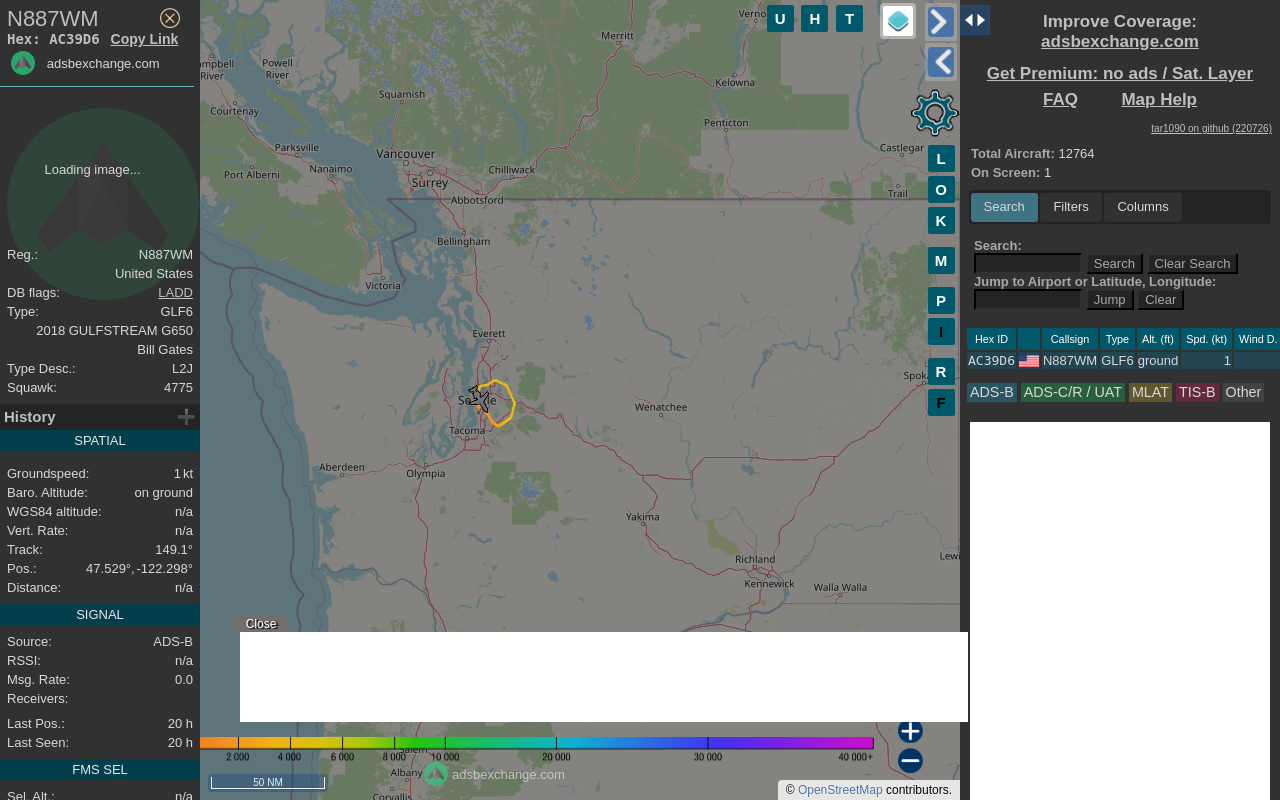 N887WM
Hex: AC39D6 Copy Link
adsbexchange.com
Loading image...
Reg.: N887WM
United States
DB flags: LADD
Type: GLF6
2018 GULFSTREAM G650
Bill Gates
Type Desc.: L2J
Squawk: 4775
History
SPATIAL
Groundspeed: 1 kt
Baro. Altitude: on ground
WGS84 altitude: n/a
Vert. Rate: n/a
Track: 149.1°
Pos.: 47.529°, -122.298°
Distance: n/a
SIGNAL
Source: ADS-B
RSSI: n/a
Msg. Rate: 0.0
Receivers:
Last Pos.: 20 h
Last Seen: 20 h
FMS SEL
Sel. Alt.: n/a
U H T
Merritt
Powell
River
River
Squamish
Courtenay
Kelowna
Penticton
Parksville
Nanaimo
Port Alberni
Vancouver
Surrey
Chilliwack
Abbotsford
Castlegar
Trail
Bellingham
Victoria
Everett
Wenatchee
Tacoma
Aberdeen
Olympia
Yakima
Richland
Kennewick
Walla Walla
L
O
K
M
P
I
R
F
Close
2 000 4 000 6 000 8 000 10 000 20 000 30 000 40 000+
Albany
Corvallis
adsbexchange.com
50 NM
© OpenStreetMap contributors.
Improve Coverage:
adsbexchange.com
Get Premium: no ads / Sat. Layer
FAQ Map Help
tar1090 on github (220726)
Total Aircraft: 12764
On Screen: 1
Search Filters Columns
Search:
Search Clear Search
Jump to Airport or Latitude, Longitude:
Jump Clear
Hex ID Callsign Type Alt. (ft) Spd. (kt) Wind D.
AC39D6 N887WM GLF6 ground 1
ADS-B ADS-C/R / UAT MLAT TIS-B Other